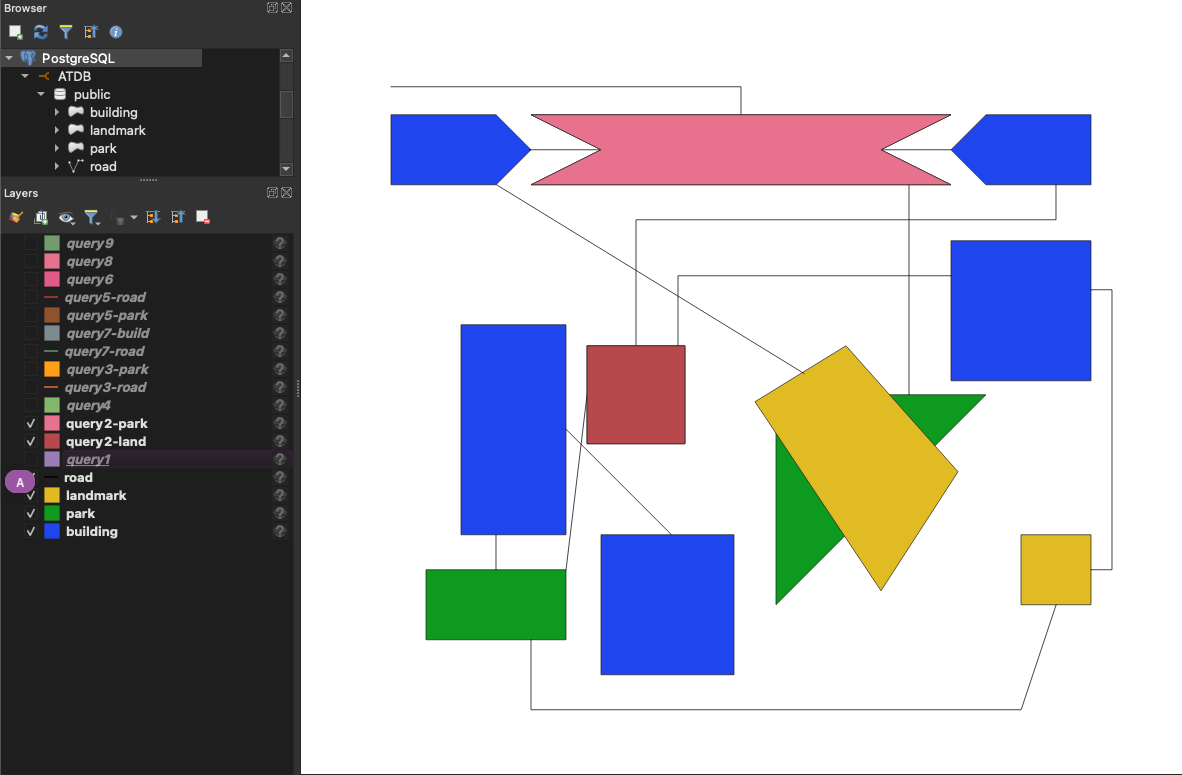 Browser
PostgreSQL
ATDB
public
building
landmark
park
road
Layers
query9
query8
query6
query5-road
query5-park
query7-build
query7-road
query3-park
query3-road
query4
query2-park
query2-land
query1
road
A
landmark
park
building